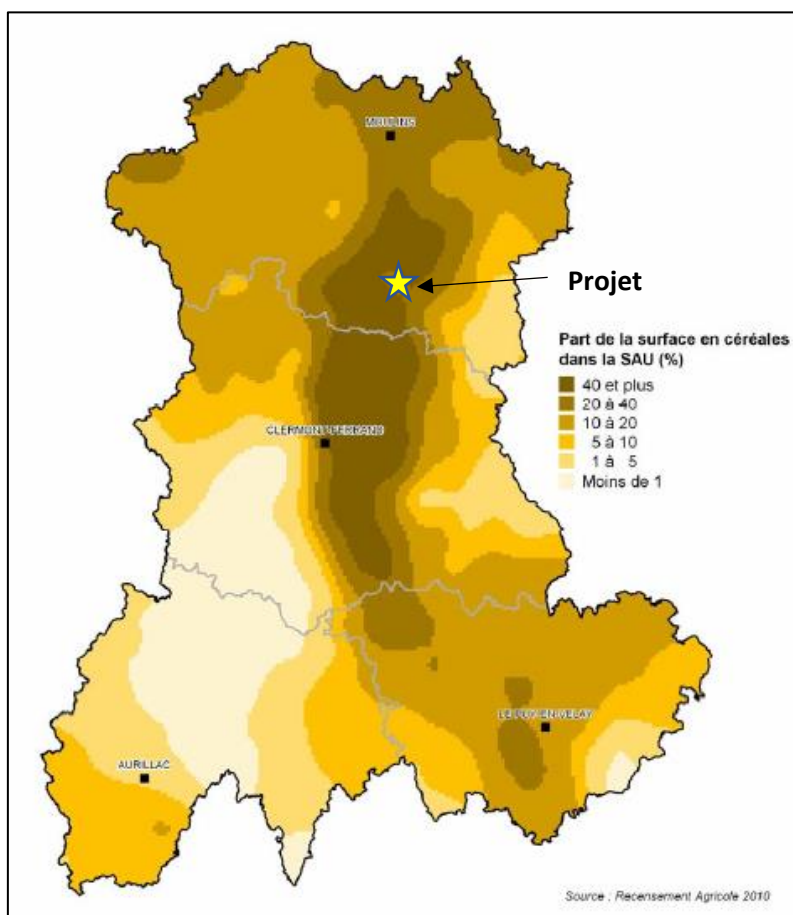 MOULINS
Projet
Part de la surface en céréales
dans la SAU (%)
40 et plus
20 à 40
10 à 20
5 à 10
1 à 5
Moins de 1
CLERMONT-FERRAND
LE PUY-EN-VELAY
AURILLAC
Source : Recensement Agricole 2010